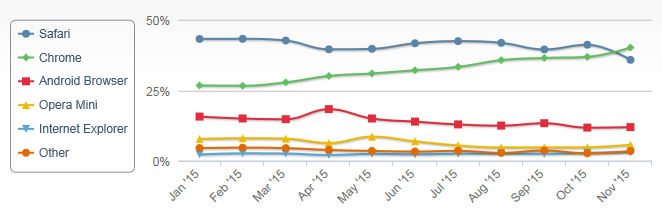 Safari
Chrome
Android Browser
Opera Mini
Internet Explorer
Other
50%
25%
0%
Jan '15
Feb '15
Mar '15
Apr '15
May '15
Jun '15
Jul '15
Aug '15
Sep '15
Oct '15
Nov '15